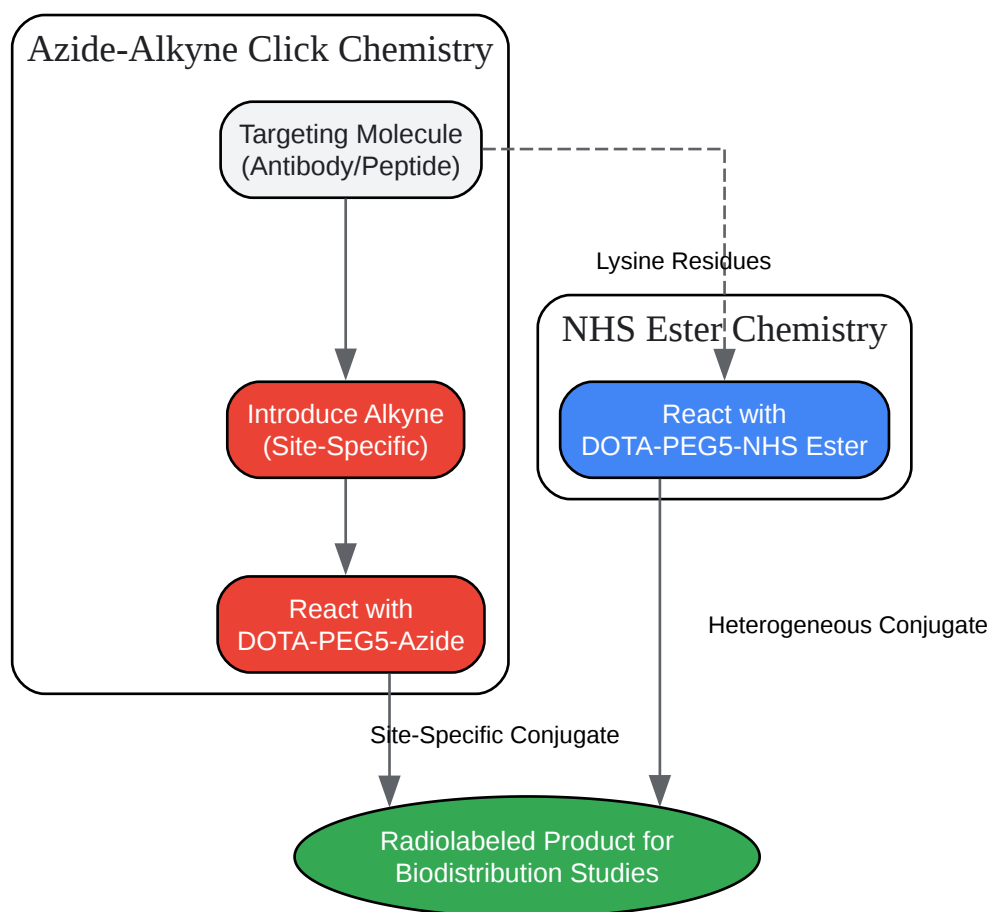 Azide-Alkyne Click Chemistry
Targeting Molecule
(Antibody/Peptide)
Lysine Residues
NHS Ester Chemistry
Introduce Alkyne
(Site-Specific)
React with
DOTA-PEG5-NHS Ester
React with
DOTA-PEG5-Azide
Heterogeneous Conjugate
Site-Specific Conjugate
Radiolabeled Product for
Biodistribution Studies